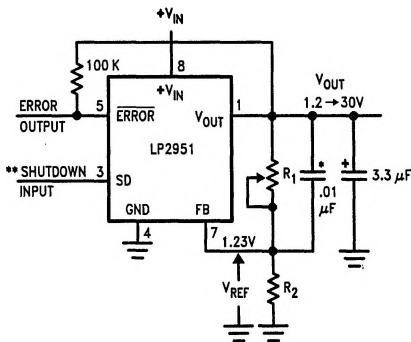 +VIN
100 K
8
+VIN
VOUT
1.2→30V
ERROR
OUTPUT
5
ERROR
VOUT
1
LP2951
** SHUTDOWN
INPUT
3
SD
R1
*
.01
μF
+
3.3 μF
GND
FB
4
7
1.23V
VREF
R2